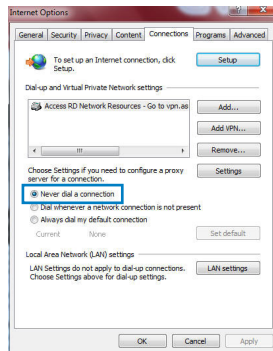 Internet Options
General Security Privacy Content Connections Programs Advanced
To set up an Internet connection, click
Setup.
Setup
Dial-up and Virtual Private Network settings
Access RD Network Resources - Go to vpn.as
Add...
Add VPN...
Remove...
Choose Settings if you need to configure a proxy
server for a connection.
Settings
Never dial a connection
Dial whenever a network connection is not present
Always dial my default connection
Current None
Set default
Local Area Network (LAN) settings
LAN Settings do not apply to dial-up connections.
Choose Settings above for dial-up settings.
LAN settings
OK Cancel Apply